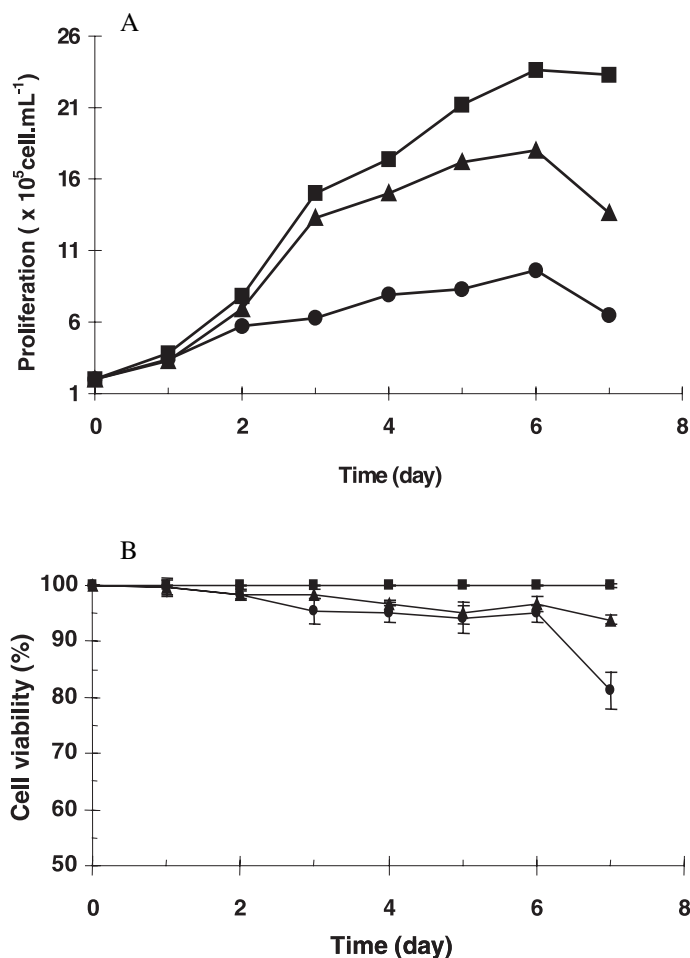 A
26
21
16
11
6
1
Proliferation ( x 10⁵cell.mL⁻¹)
0 2 4 6 8
Time (day)
B
100
90
80
70
60
50
Cell viability (%)
0 2 4 6 8
Time (day)